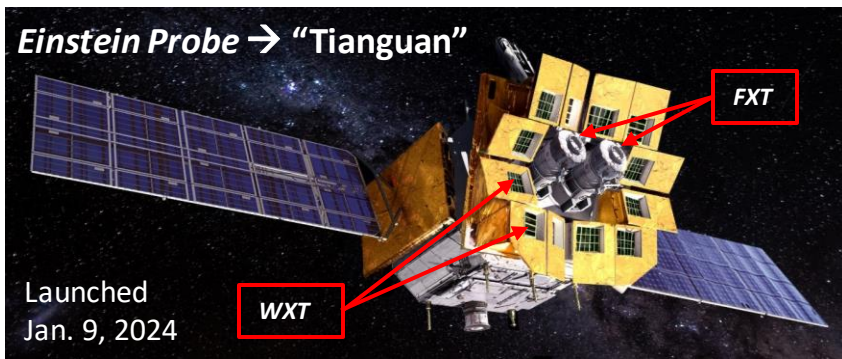 Einstein Probe → “Tianguan”
FXT
WXT
Launched
Jan. 9, 2024